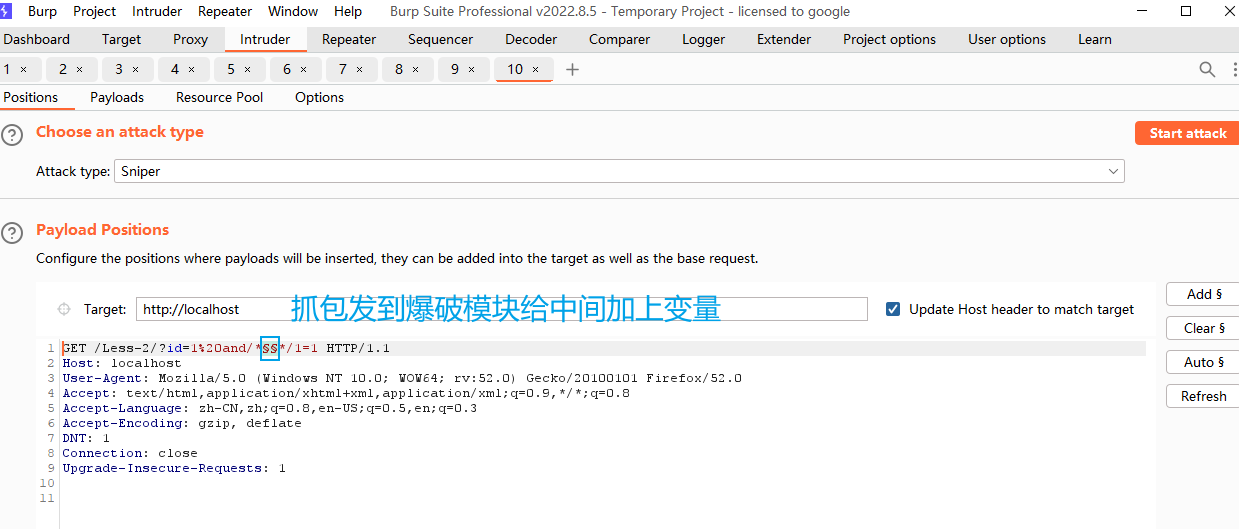 Burp Project Intruder Repeater Window Help Burp Suite Professional v2022.8.5 - Temporary Project - licensed to google
Dashboard Target Proxy Intruder Repeater Sequencer Decoder Comparer Logger Extender Project options User options Learn
1 × 2 × 3 × 4 × 5 × 6 × 7 × 8 × 9 × 10 × +
Positions Payloads Resource Pool Options
? Choose an attack type
Start attack
Attack type: Sniper
? Payload Positions
Configure the positions where payloads will be inserted, they can be added into the target as well as the base request.
Target: http://localhost 抓包发到爆破模块给中间加上变量 Update Host header to match target
Add §
Clear §
Auto §
Refresh
1 GET /Less-2/?id=1%20and/*§§*/1=1 HTTP/1.1
2 Host: localhost
3 User-Agent: Mozilla/5.0 (Windows NT 10.0; WOW64; rv:52.0) Gecko/20100101 Firefox/52.0
4 Accept: text/html,application/xhtml+xml,application/xml;q=0.9,*/*;q=0.8
5 Accept-Language: zh-CN,zh;q=0.8,en-US;q=0.5,en;q=0.3
6 Accept-Encoding: gzip, deflate
7 DNT: 1
8 Connection: close
9 Upgrade-Insecure-Requests: 1
10
11